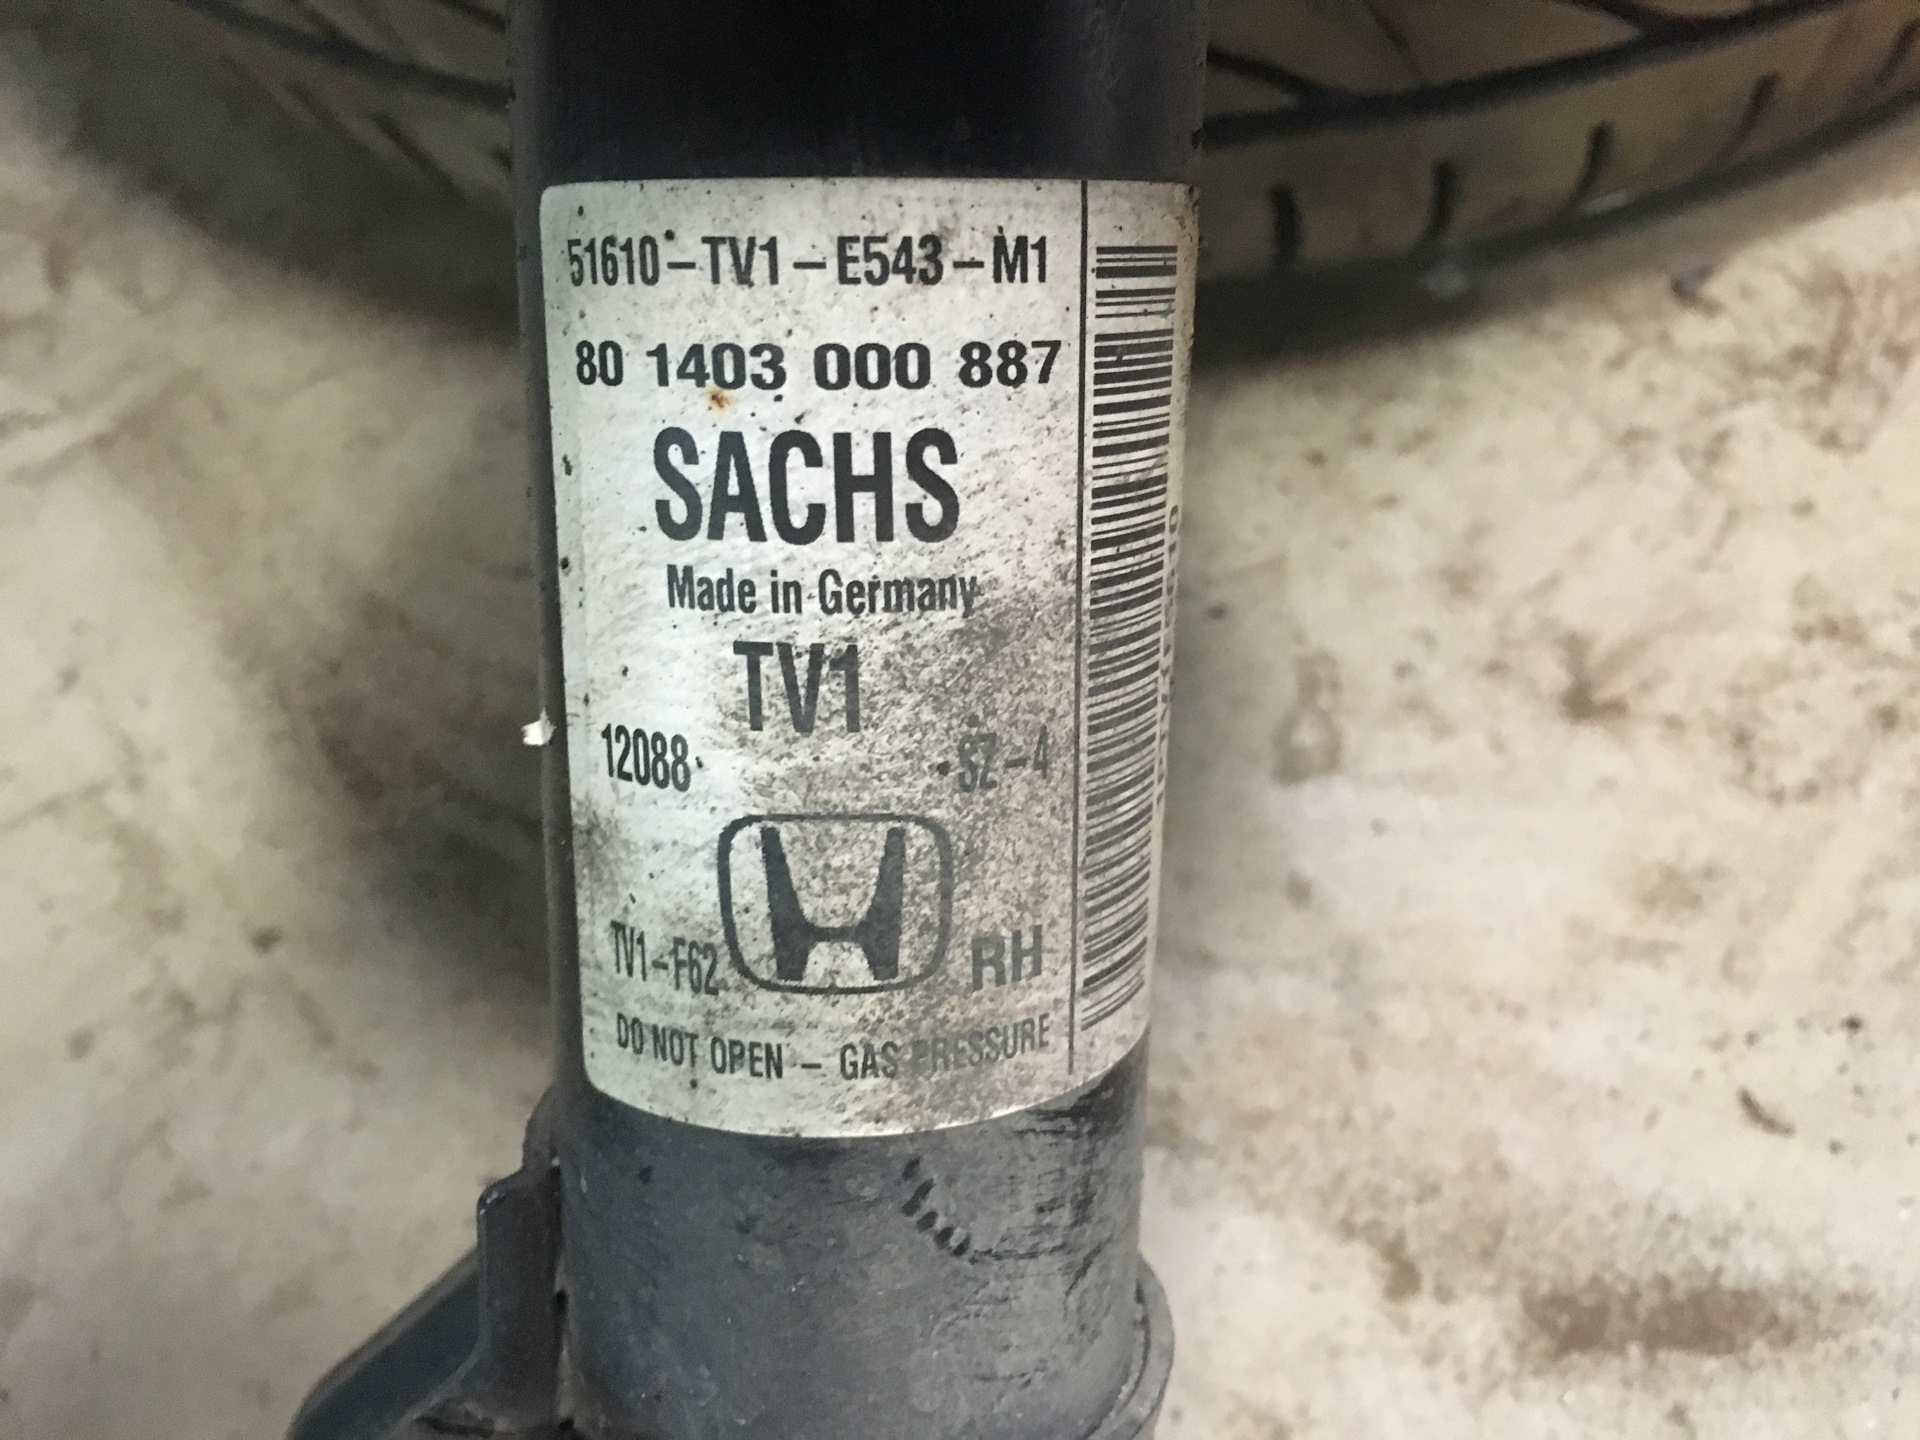 51610-TV1-E543-M1
80 1403 000 887
SACHS
Made in Germany
TV1
12088 SZ-4
TV1-F62 RH
DO NOT OPEN - GAS PRESSURE